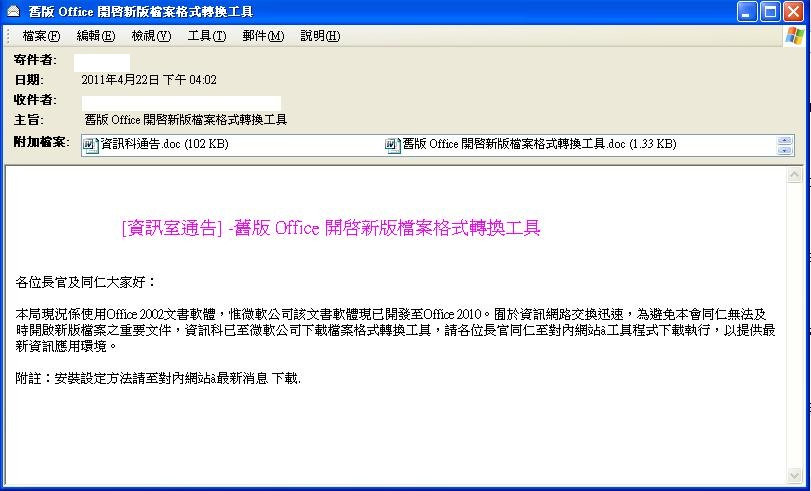 舊版 Office 開啓新版檔案格式轉換工具
檔案(F) 編輯(E) 檢視(V) 工具(T) 郵件(M) 說明(H)
寄件者:
日期: 2011年4月22日 下午 04:02
收件者:
主旨: 舊版 Office 開啓新版檔案格式轉換工具
附加檔案: 資訊科通告.doc (102 KB) 舊版 Office 開啓新版檔案格式轉換工具.doc (1.33 KB)
[資訊室通告] -舊版 Office 開啓新版檔案格式轉換工具
各位長官及同仁大家好：
本局現況係使用Office 2002文書軟體，惟微軟公司該文書軟體現已開發至Office 2010。囿於資訊網路交換迅速，為避免本會同仁無法及
時開啟新版檔案之重要文件，資訊科已至微軟公司下載檔案格式轉換工具，請各位長官同仁至對內網站à工具程式下載執行，以提供最
新資訊應用環境。
附註：安裝設定方法請至對內網站à最新消息 下載.